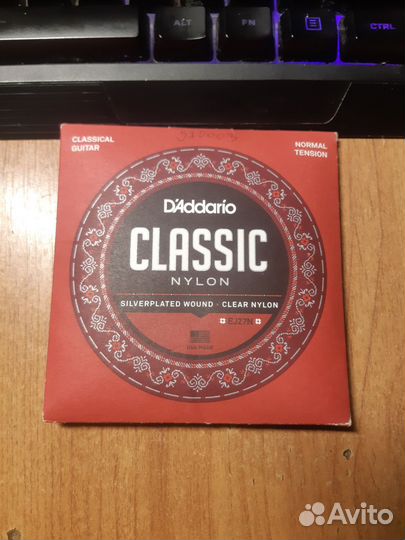 ALT
FN
CTRL
CLASSICAL
GUITAR
NORMAL
TENSION
D'Addario
CLASSIC
NYLON
SILVERPLATED WOUND · CLEAR NYLON
EJ27N
USA MADE
Avito